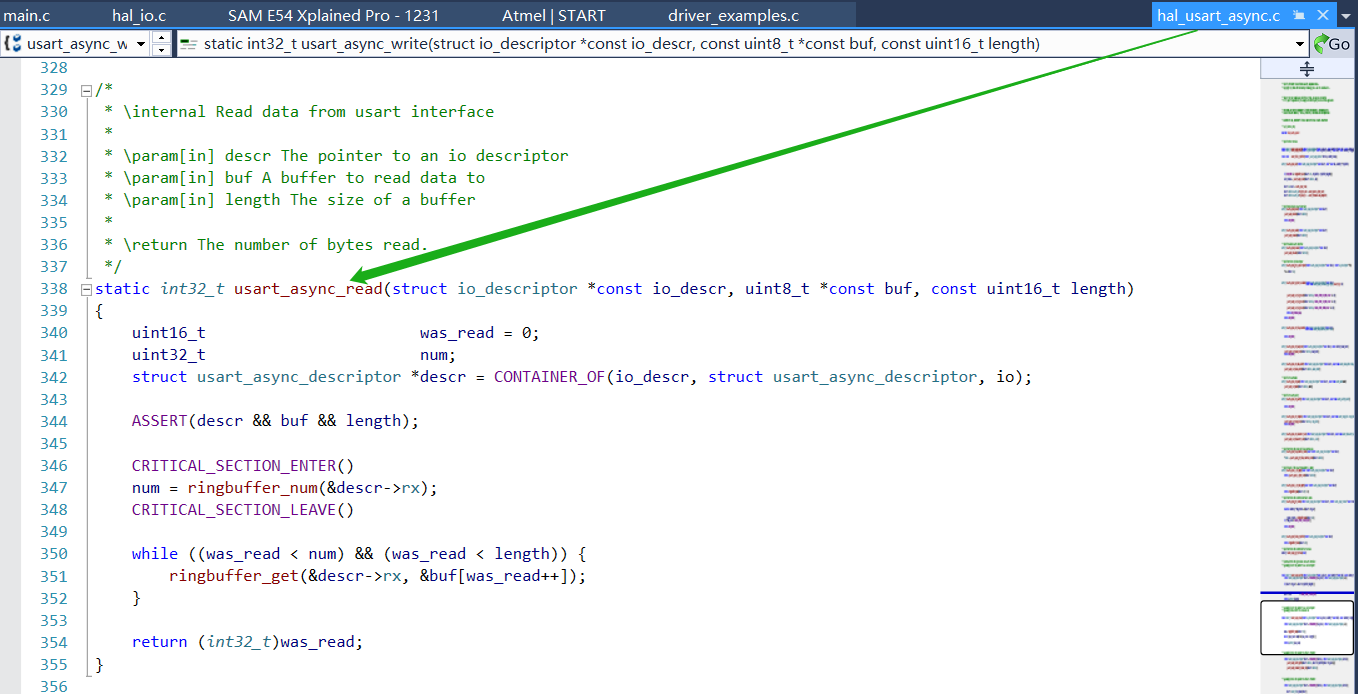 main.c hal_io.c SAM E54 Xplained Pro - 1231 Atmel | START driver_examples.c hal_usart_async.c
usart_async_w static int32_t usart_async_write(struct io_descriptor *const io_descr, const uint8_t *const buf, const uint16_t length) Go
328
329 /*
330  * \internal Read data from usart interface
331  *
332  * \param[in] descr The pointer to an io descriptor
333  * \param[in] buf A buffer to read data to
334  * \param[in] length The size of a buffer
335  *
336  * \return The number of bytes read.
337  */
338 static int32_t usart_async_read(struct io_descriptor *const io_descr, uint8_t *const buf, const uint16_t length)
339 {
340     uint16_t                       was_read = 0;
341     uint32_t                       num;
342     struct usart_async_descriptor *descr = CONTAINER_OF(io_descr, struct usart_async_descriptor, io);
343
344     ASSERT(descr && buf && length);
345
346     CRITICAL_SECTION_ENTER()
347     num = ringbuffer_num(&descr->rx);
348     CRITICAL_SECTION_LEAVE()
349
350     while ((was_read < num) && (was_read < length)) {
351         ringbuffer_get(&descr->rx, &buf[was_read++]);
352     }
353
354     return (int32_t)was_read;
355 }
356